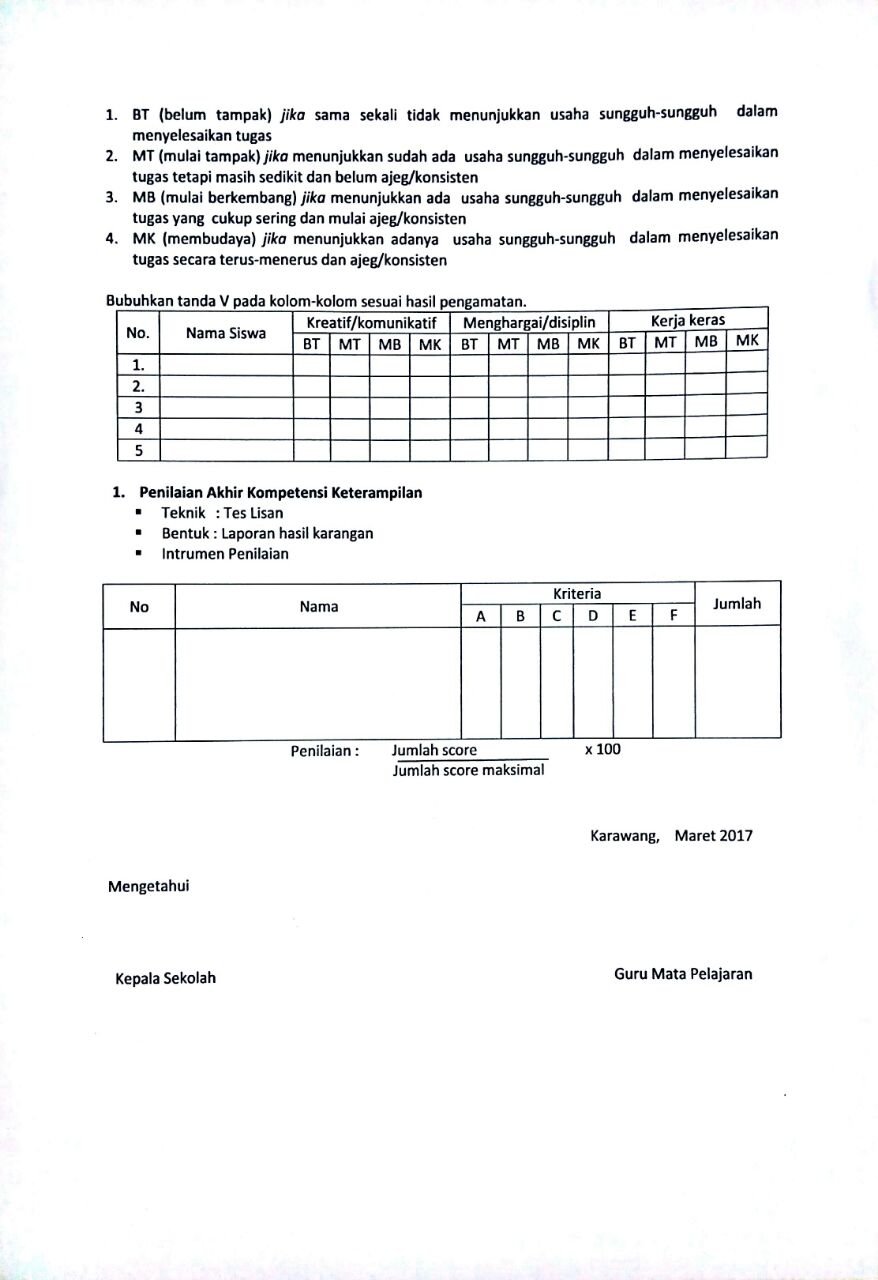 1. BT (belum tampak) jika sama sekali tidak menunjukkan usaha sungguh-sungguh dalam
menyelesaikan tugas
2. MT (mulai tampak) jika menunjukkan sudah ada usaha sungguh-sungguh dalam menyelesaikan
tugas tetapi masih sedikit dan belum ajeg/konsisten
3. MB (mulai berkembang) jika menunjukkan ada usaha sungguh-sungguh dalam menyelesaikan
tugas yang cukup sering dan mulai ajeg/konsisten
4. MK (membudaya) jika menunjukkan adanya usaha sungguh-sungguh dalam menyelesaikan
tugas secara terus-menerus dan ajeg/konsisten
Bubuhkan tanda V pada kolom-kolom sesuai hasil pengamatan.
No. Nama Siswa Kreatif/komunikatif Menghargai/disiplin Kerja keras
BT MT MB MK BT MT MB MK BT MT MB MK
1.
2.
3
4
5
1. Penilaian Akhir Kompetensi Keterampilan
▪ Teknik : Tes Lisan
▪ Bentuk : Laporan hasil karangan
▪ Intrumen Penilaian
No Nama Kriteria Jumlah
A B C D E F
Penilaian : Jumlah score x 100
Jumlah score maksimal
Karawang, Maret 2017
Mengetahui
Kepala Sekolah Guru Mata Pelajaran